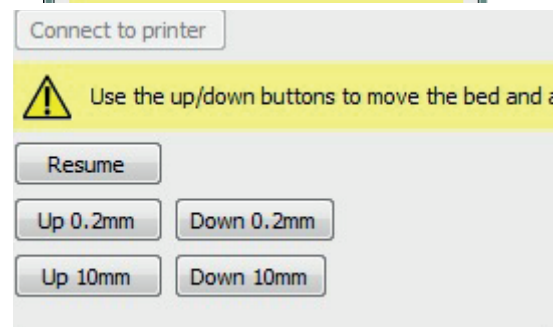 Connect to printer
Use the up/down buttons to move the bed and
Resume
Up 0.2mm Down 0.2mm
Up 10mm Down 10mm